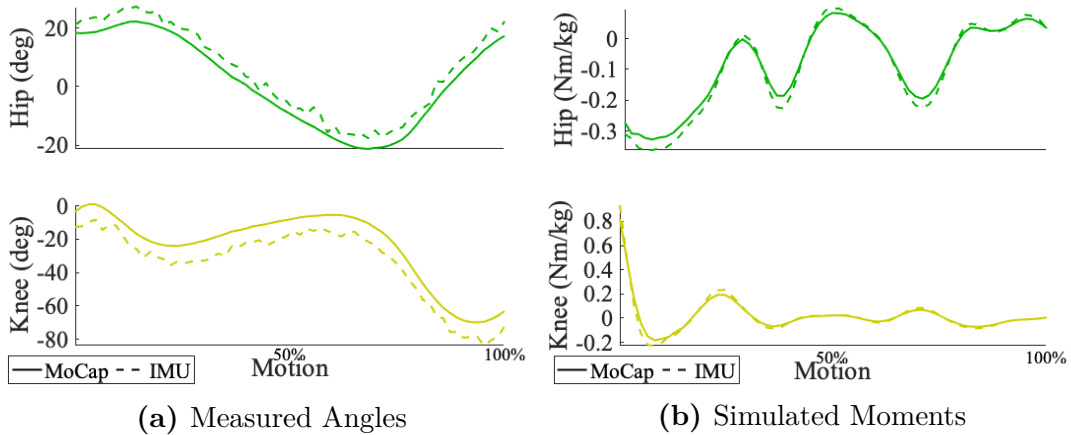 Hip (deg)
20
0
-20
Knee (deg)
0
-20
-40
-60
-80
50%
100%
Motion
MoCap IMU
(a) Measured Angles
Hip (Nm/kg)
0
-0.1
-0.2
-0.3
Knee (Nm/kg)
0.8
0.6
0.4
0.2
0
-0.2
50%
100%
Motion
MoCap IMU
(b) Simulated Moments